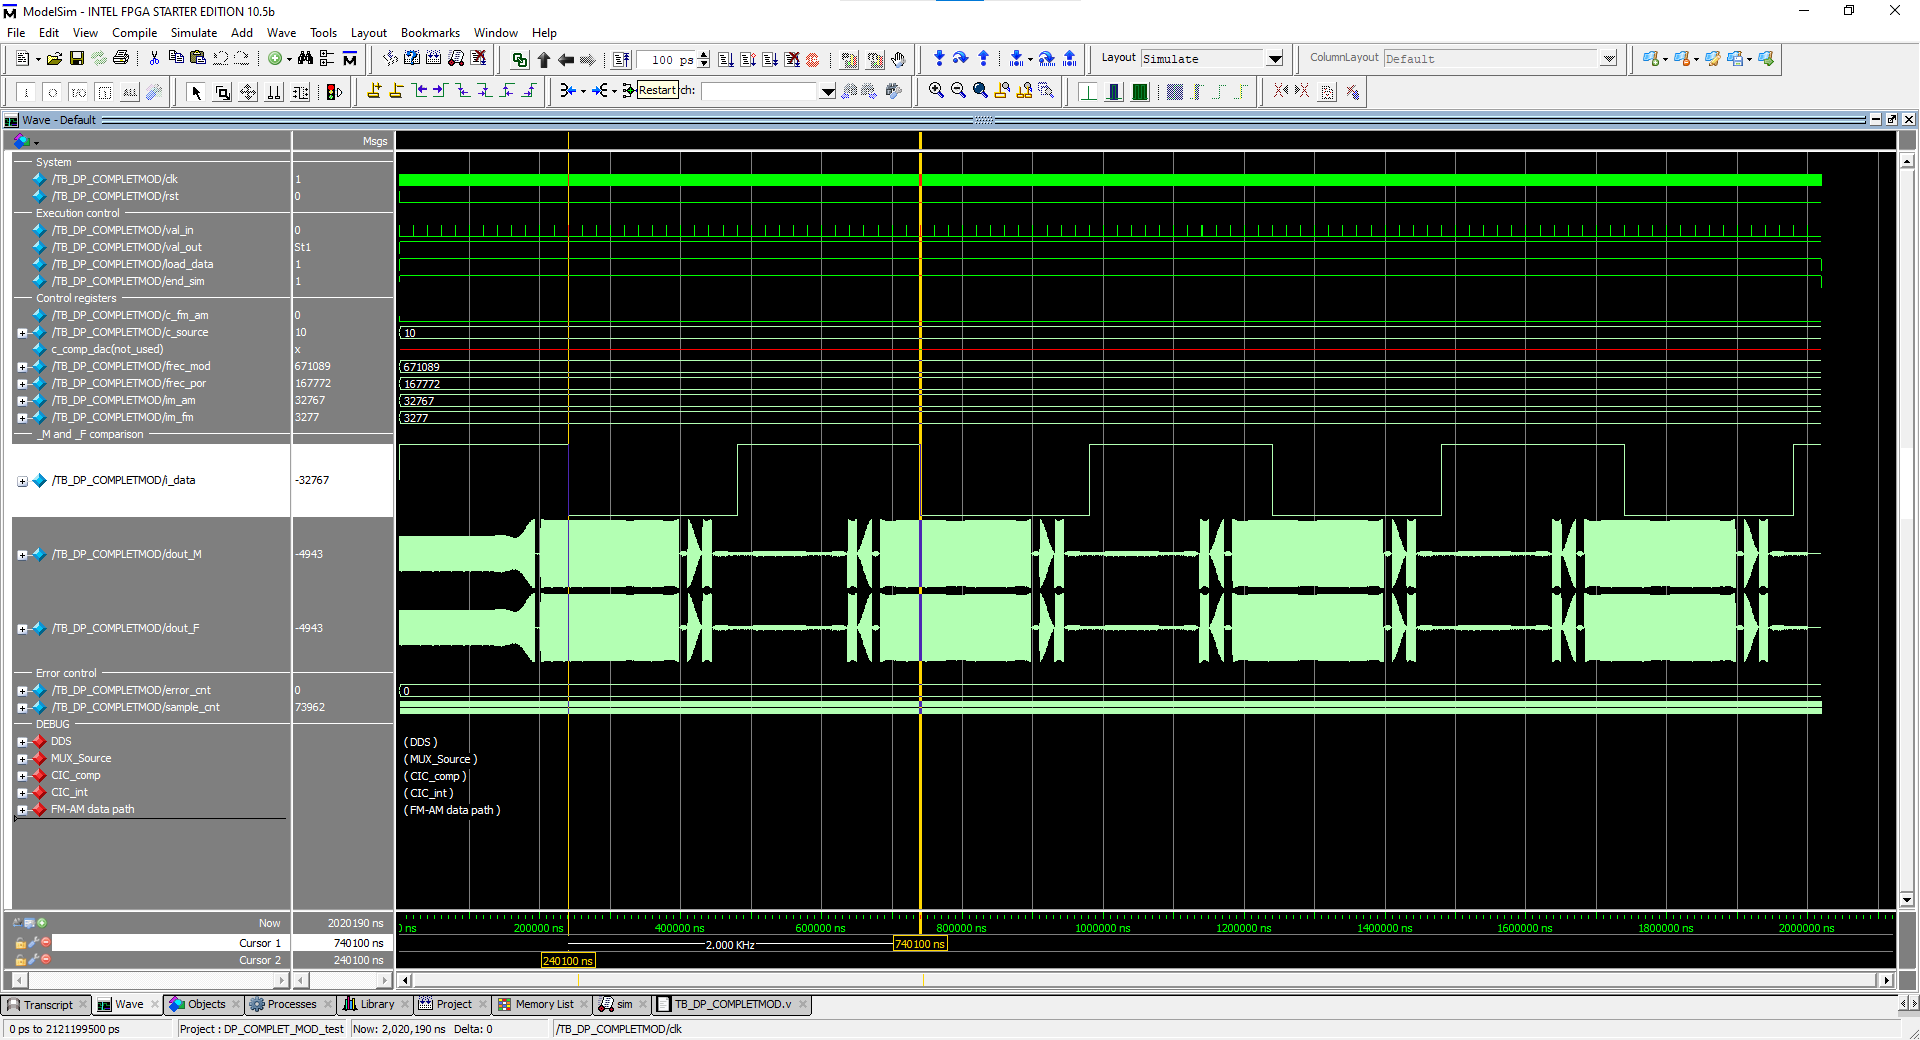 ModelSim - INTEL FPGA STARTER EDITION 10.5b
File Edit View Compile Simulate Add Wave Tools Layout Bookmarks Window Help
100 ps
Layout Simulate
ColumnLayout Default
ALL
Restart rch:
Wave - Default
Msgs
System
/TB_DP_COMPLETMOD/clk 1
/TB_DP_COMPLETMOD/rst 0
Execution control
/TB_DP_COMPLETMOD/val_in 0
/TB_DP_COMPLETMOD/val_out St1
/TB_DP_COMPLETMOD/load_data 1
/TB_DP_COMPLETMOD/end_sim 1
Control registers
/TB_DP_COMPLETMOD/c_fm_am 0
/TB_DP_COMPLETMOD/c_source 10 10
c_comp_dac(not_used) x
/TB_DP_COMPLETMOD/frec_mod 671089 671089
/TB_DP_COMPLETMOD/frec_por 167772 167772
/TB_DP_COMPLETMOD/im_am 32767 32767
/TB_DP_COMPLETMOD/im_fm 3277 3277
_M and _F comparison
/TB_DP_COMPLETMOD/i_data -32767
/TB_DP_COMPLETMOD/dout_M -4943
/TB_DP_COMPLETMOD/dout_F -4943
Error control
/TB_DP_COMPLETMOD/error_cnt 0 0
/TB_DP_COMPLETMOD/sample_cnt 73962
DEBUG
DDS (DDS)
MUX_Source (MUX_Source)
CIC_comp (CIC_comp)
CIC_int (CIC_int)
FM-AM data path (FM-AM data path)
Now 2020190 ns
ns 200000 ns 400000 ns 600000 ns 800000 ns 1000000 ns 1200000 ns 1400000 ns 1600000 ns 1800000 ns 2000000 ns
Cursor 1 740100 ns 2.000 KHz 740100 ns
Cursor 2 240100 ns 240100 ns
Transcript Wave Objects Processes Library Project Memory List sim TB_DP_COMPLETMOD.v
0 ps to 2121199500 ps Project : DP_COMPLET_MOD_test Now: 2,020,190 ns Delta: 0 /TB_DP_COMPLETMOD/clk